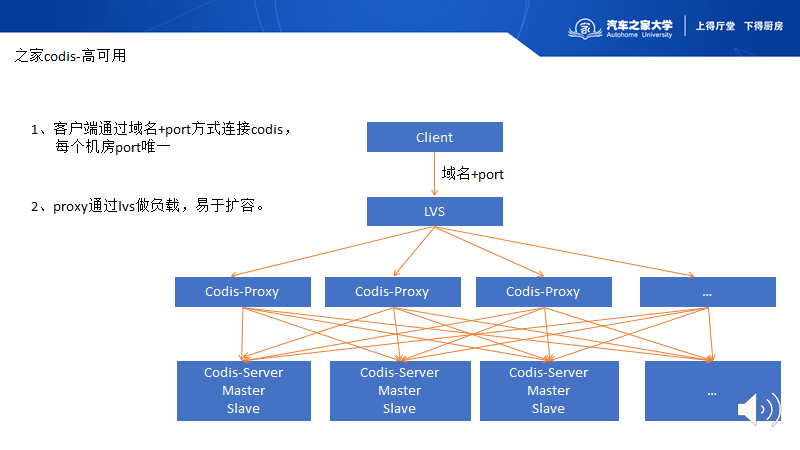 汽车之家大学
Autohome University
上得厅堂 下得厨房
之家codis-高可用
1、客户端通过域名+port方式连接codis，
每个机房port唯一
2、proxy通过lvs做负载，易于扩容。
Client
域名+port
LVS
Codis-Proxy
Codis-Proxy
Codis-Proxy
...
Codis-Server
Master
Slave
Codis-Server
Master
Slave
Codis-Server
Master
Slave
...